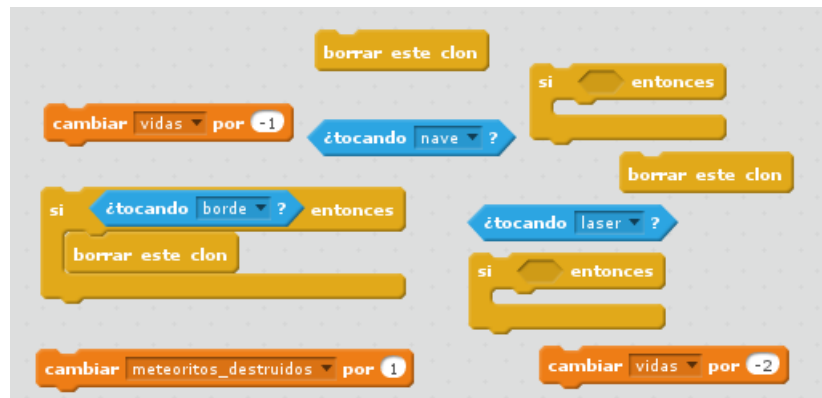 borrar este clon
si entonces
cambiar vidas por -1
¿tocando nave ?
borrar este clon
si ¿tocando borde ? entonces
borrar este clon
¿tocando laser ?
si entonces
cambiar meteoritos_destruidos por 1
cambiar vidas por -2